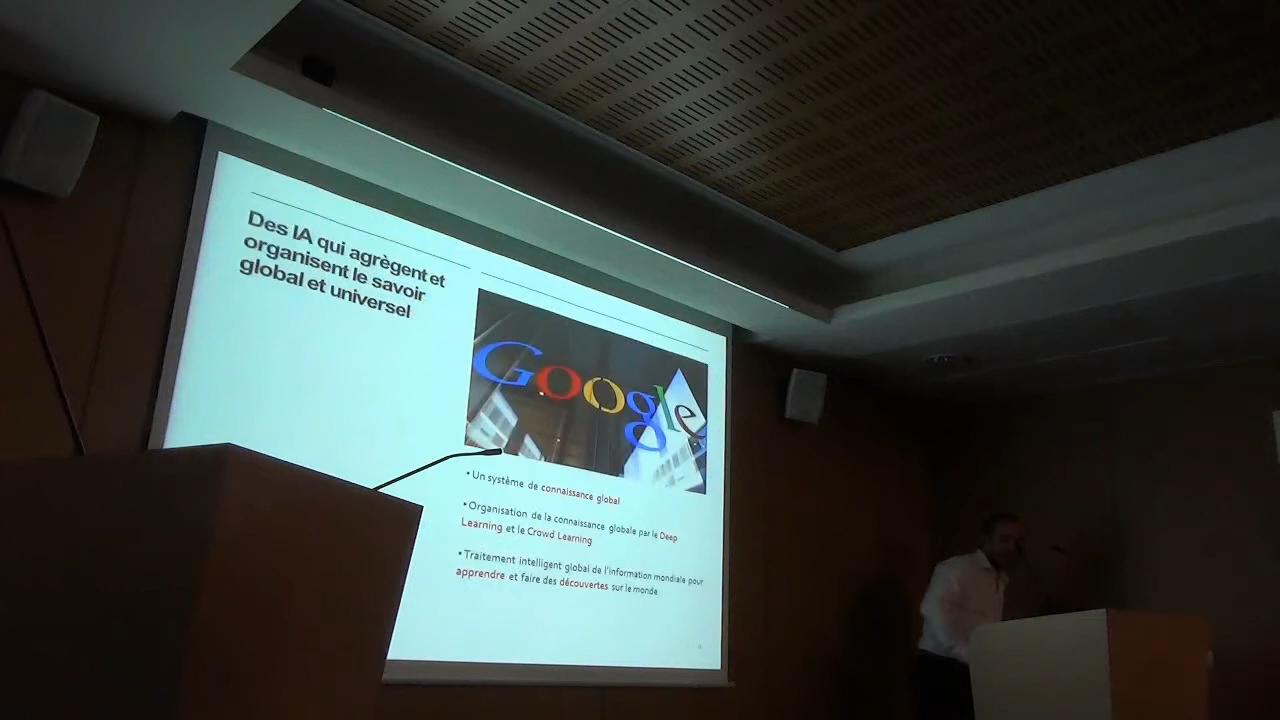 Des IA qui agrègent et
organisent le savoir
global et universel
Google
• Un système de connaissance global
• Organisation de la connaissance globale par le Deep
Learning et le Crowd Learning
• Traitement intelligent global de l'information mondiale pour
apprendre et faire des découvertes sur le monde